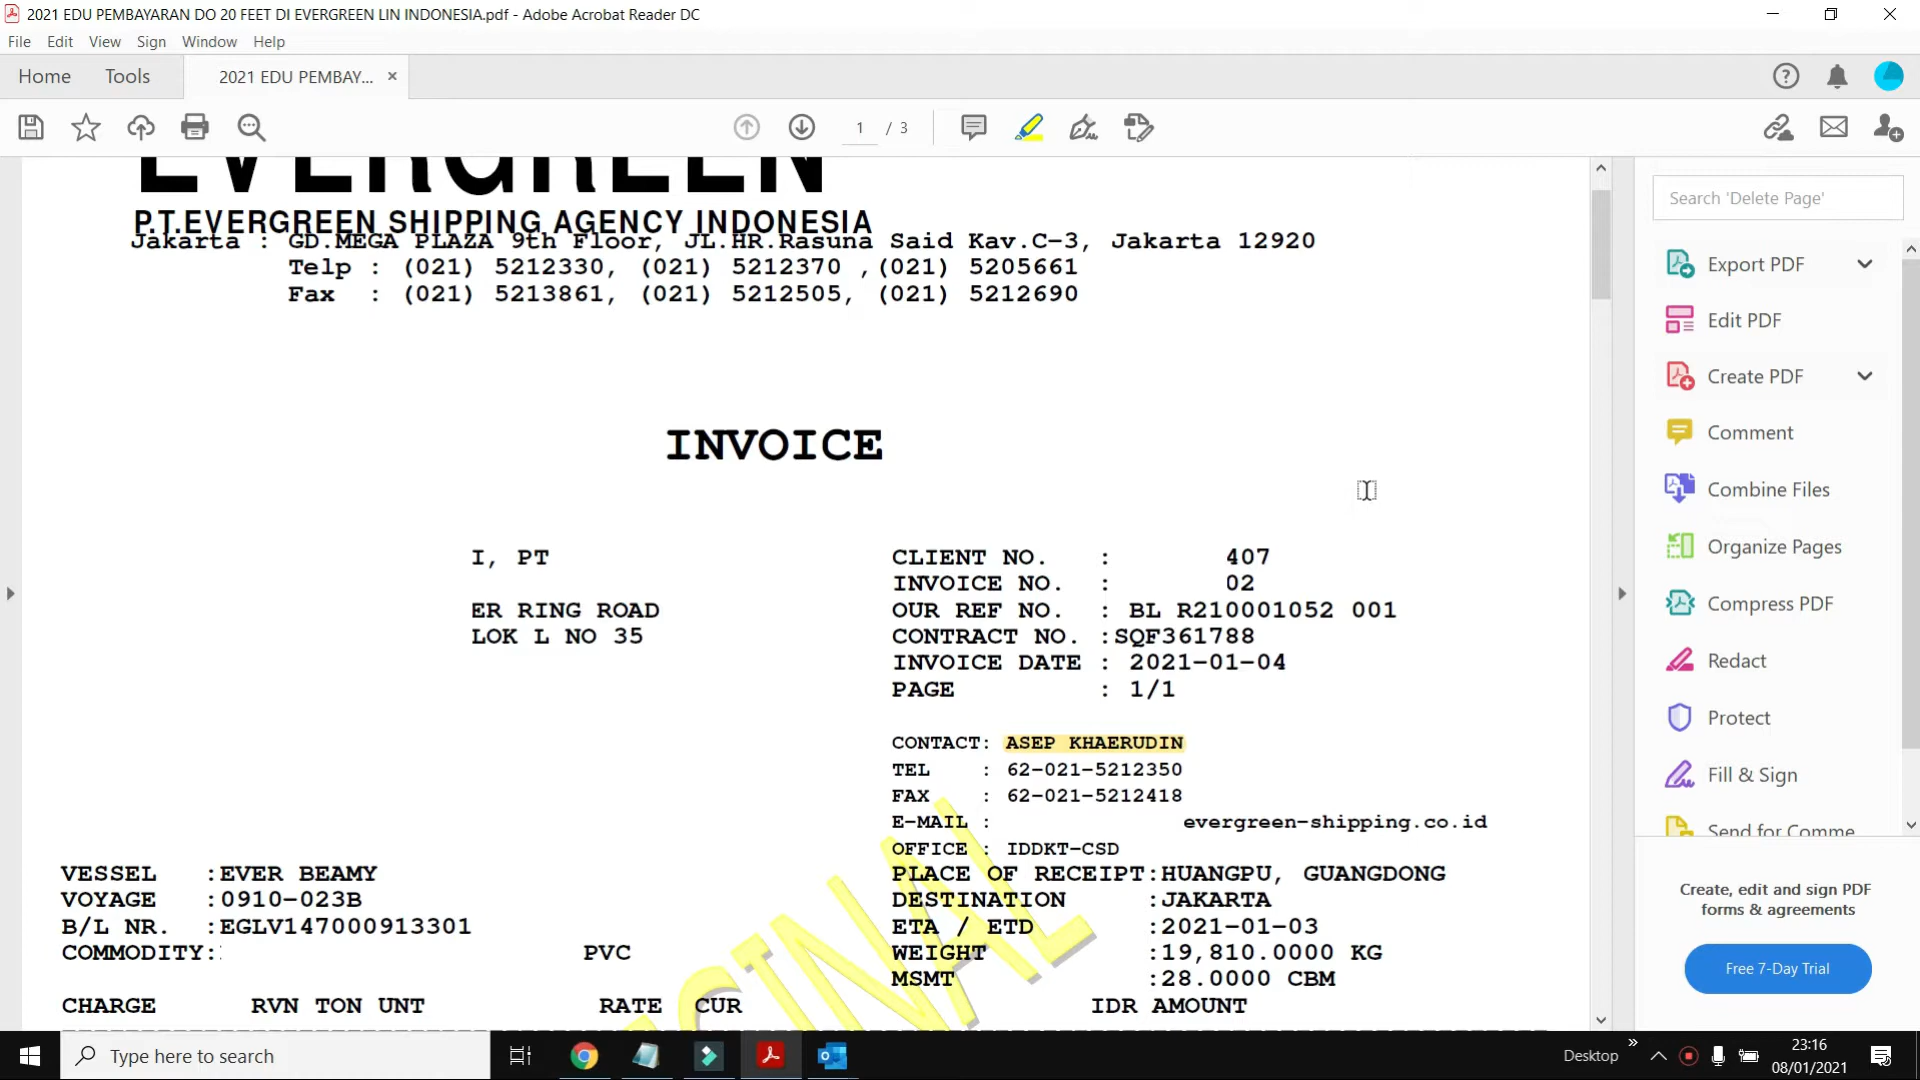 2021 EDU PEMBAYARAN DO 20 FEET DI EVERGREEN LIN INDONESIA.pdf - Adobe Acrobat Reader DC
File Edit View Sign Window Help
Home Tools 2021 EDU PEMBAY... ×
1 / 3
EVERGREEN
P.T.EVERGREEN SHIPPING AGENCY INDONESIA
Jakarta : GD.MEGA PLAZA 9th Floor, JL.HR.Rasuna Said Kav.C-3, Jakarta 12920
Telp : (021) 5212330, (021) 5212370 ,(021) 5205661
Fax : (021) 5213861, (021) 5212505, (021) 5212690
INVOICE
I, PT
ER RING ROAD
LOK L NO 35
CLIENT NO. : 407
INVOICE NO. : 02
OUR REF NO. : BL R210001052 001
CONTRACT NO. :SQF361788
INVOICE DATE : 2021-01-04
PAGE : 1/1
CONTACT: ASEP KHAERUDIN
TEL : 62-021-5212350
FAX : 62-021-5212418
E-MAIL : evergreen-shipping.co.id
OFFICE : IDDKT-CSD
VESSEL :EVER BEAMY
VOYAGE :0910-023B
B/L NR. :EGLV147000913301
COMMODITY: PVC
PLACE OF RECEIPT:HUANGPU, GUANGDONG
DESTINATION :JAKARTA
ETA / ETD :2021-01-03
WEIGHT :19,810.0000 KG
MSMT :28.0000 CBM
CHARGE RVN TON UNT RATE CUR IDR AMOUNT
GINAL
Search 'Delete Page'
Export PDF
Edit PDF
Create PDF
Comment
Combine Files
Organize Pages
Compress PDF
Redact
Protect
Fill & Sign
Send for Comme
Create, edit and sign PDF
forms & agreements
Free 7-Day Trial
Type here to search
Desktop
23:16
08/01/2021